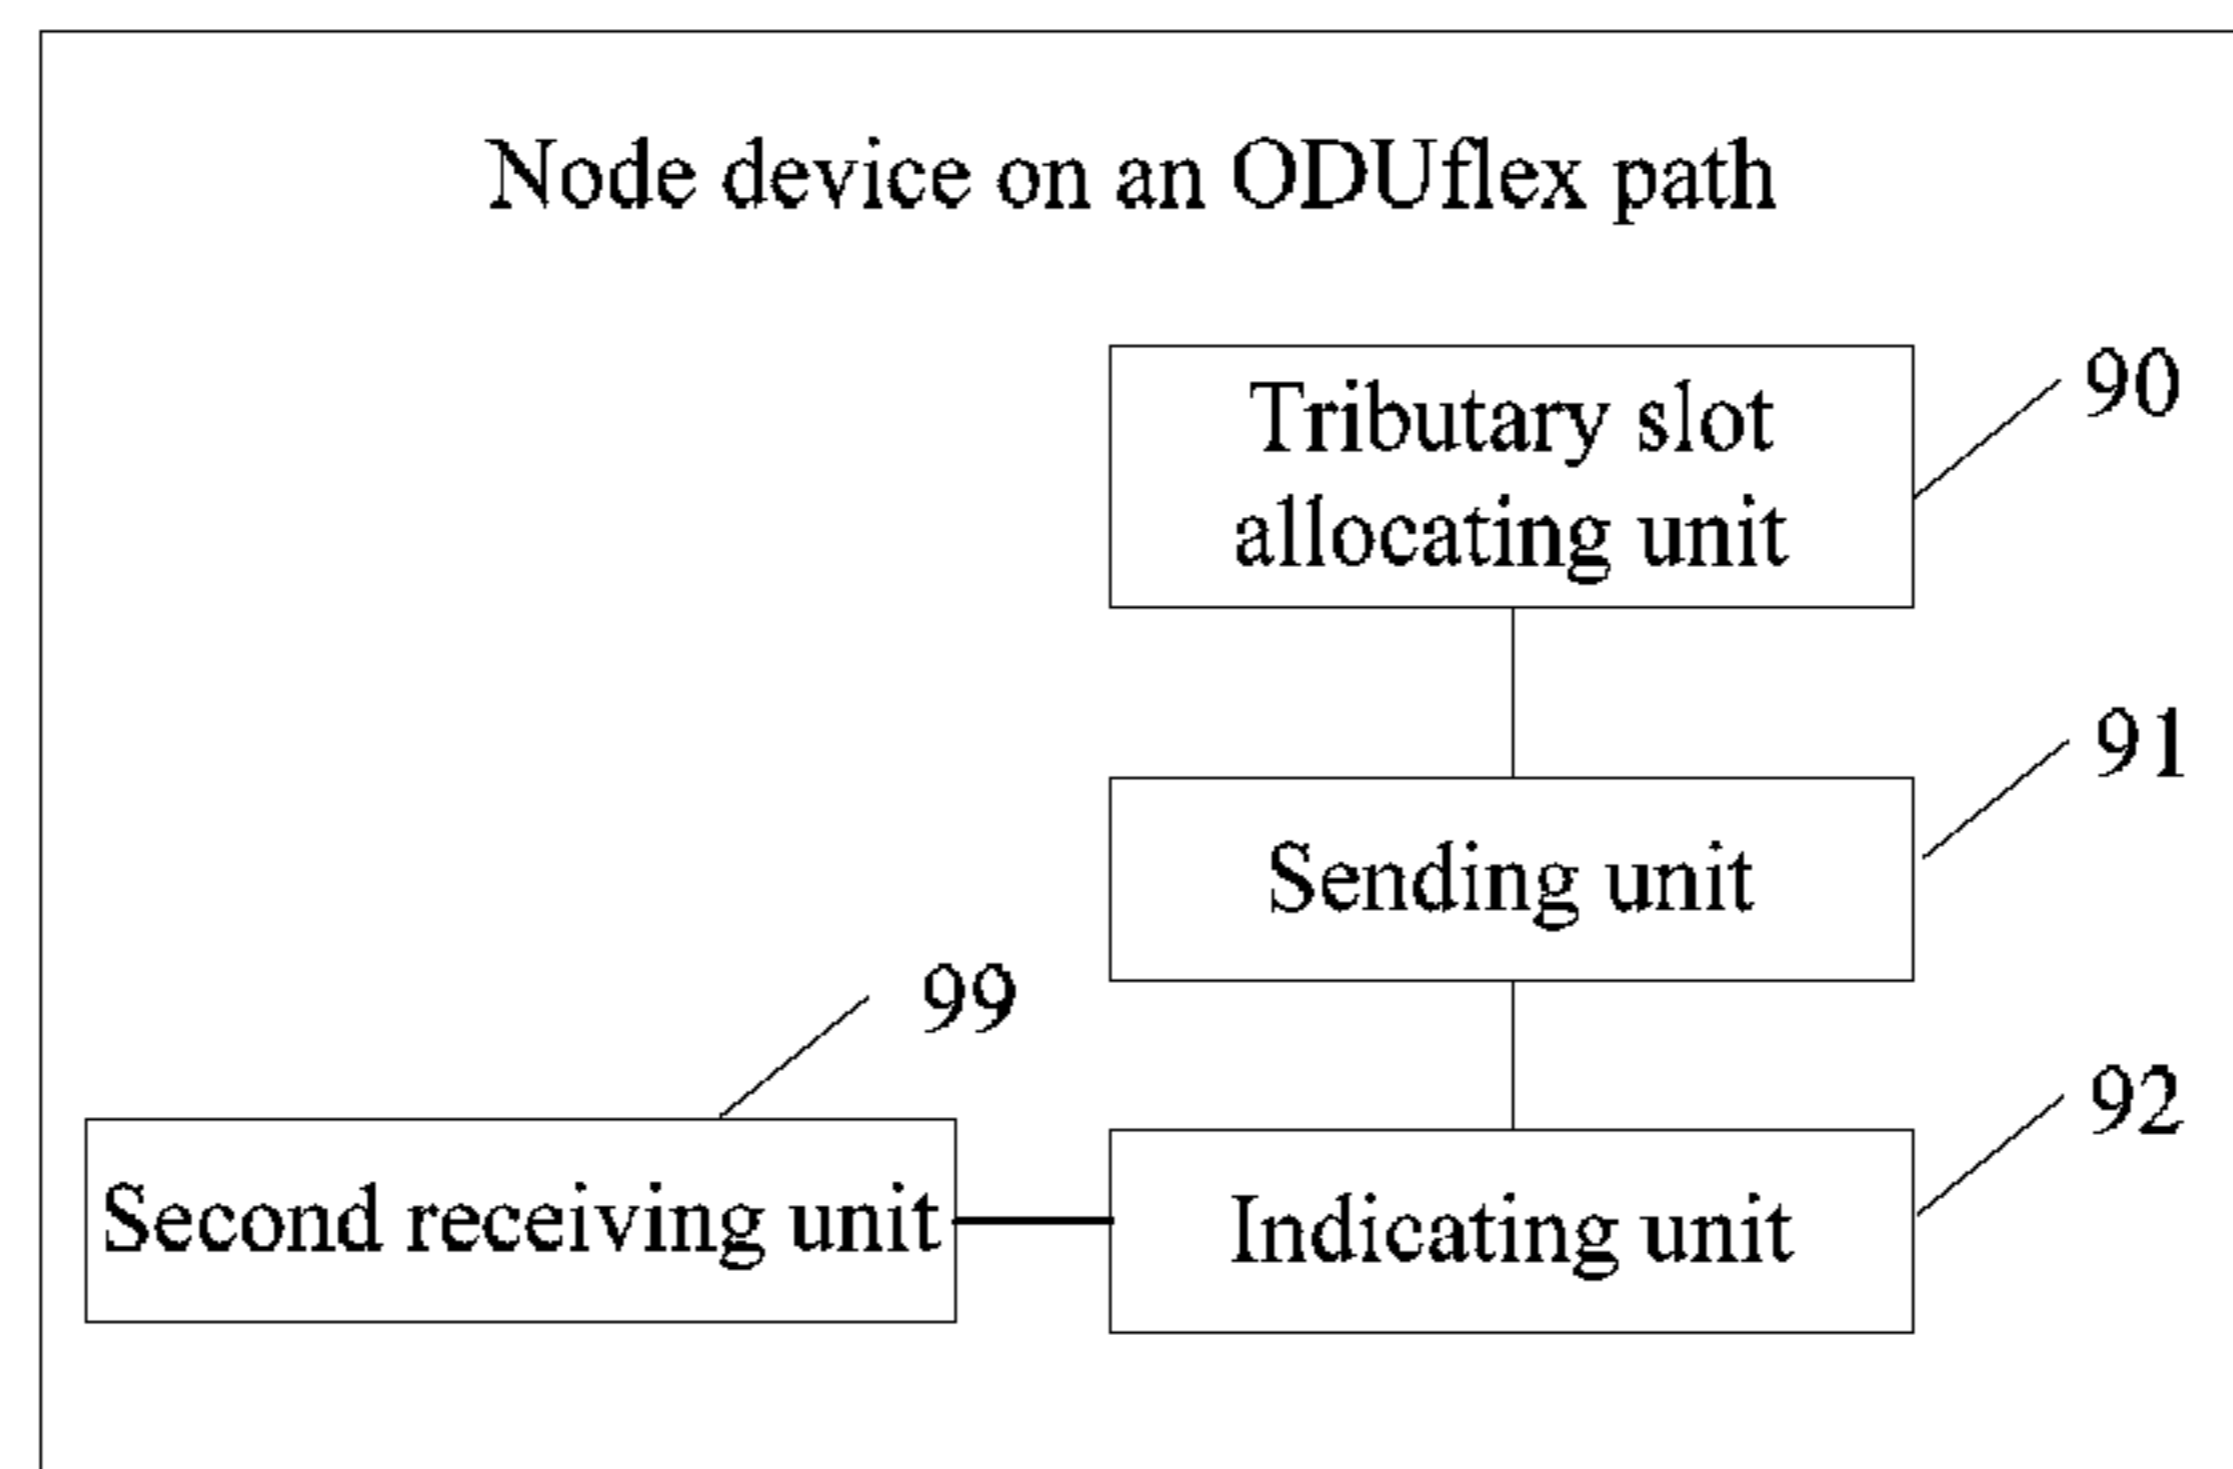 Node device on an ODUflex path
Tributary slot
allocating unit
90
Sending unit
91
99
Second receiving unit
Indicating unit
92